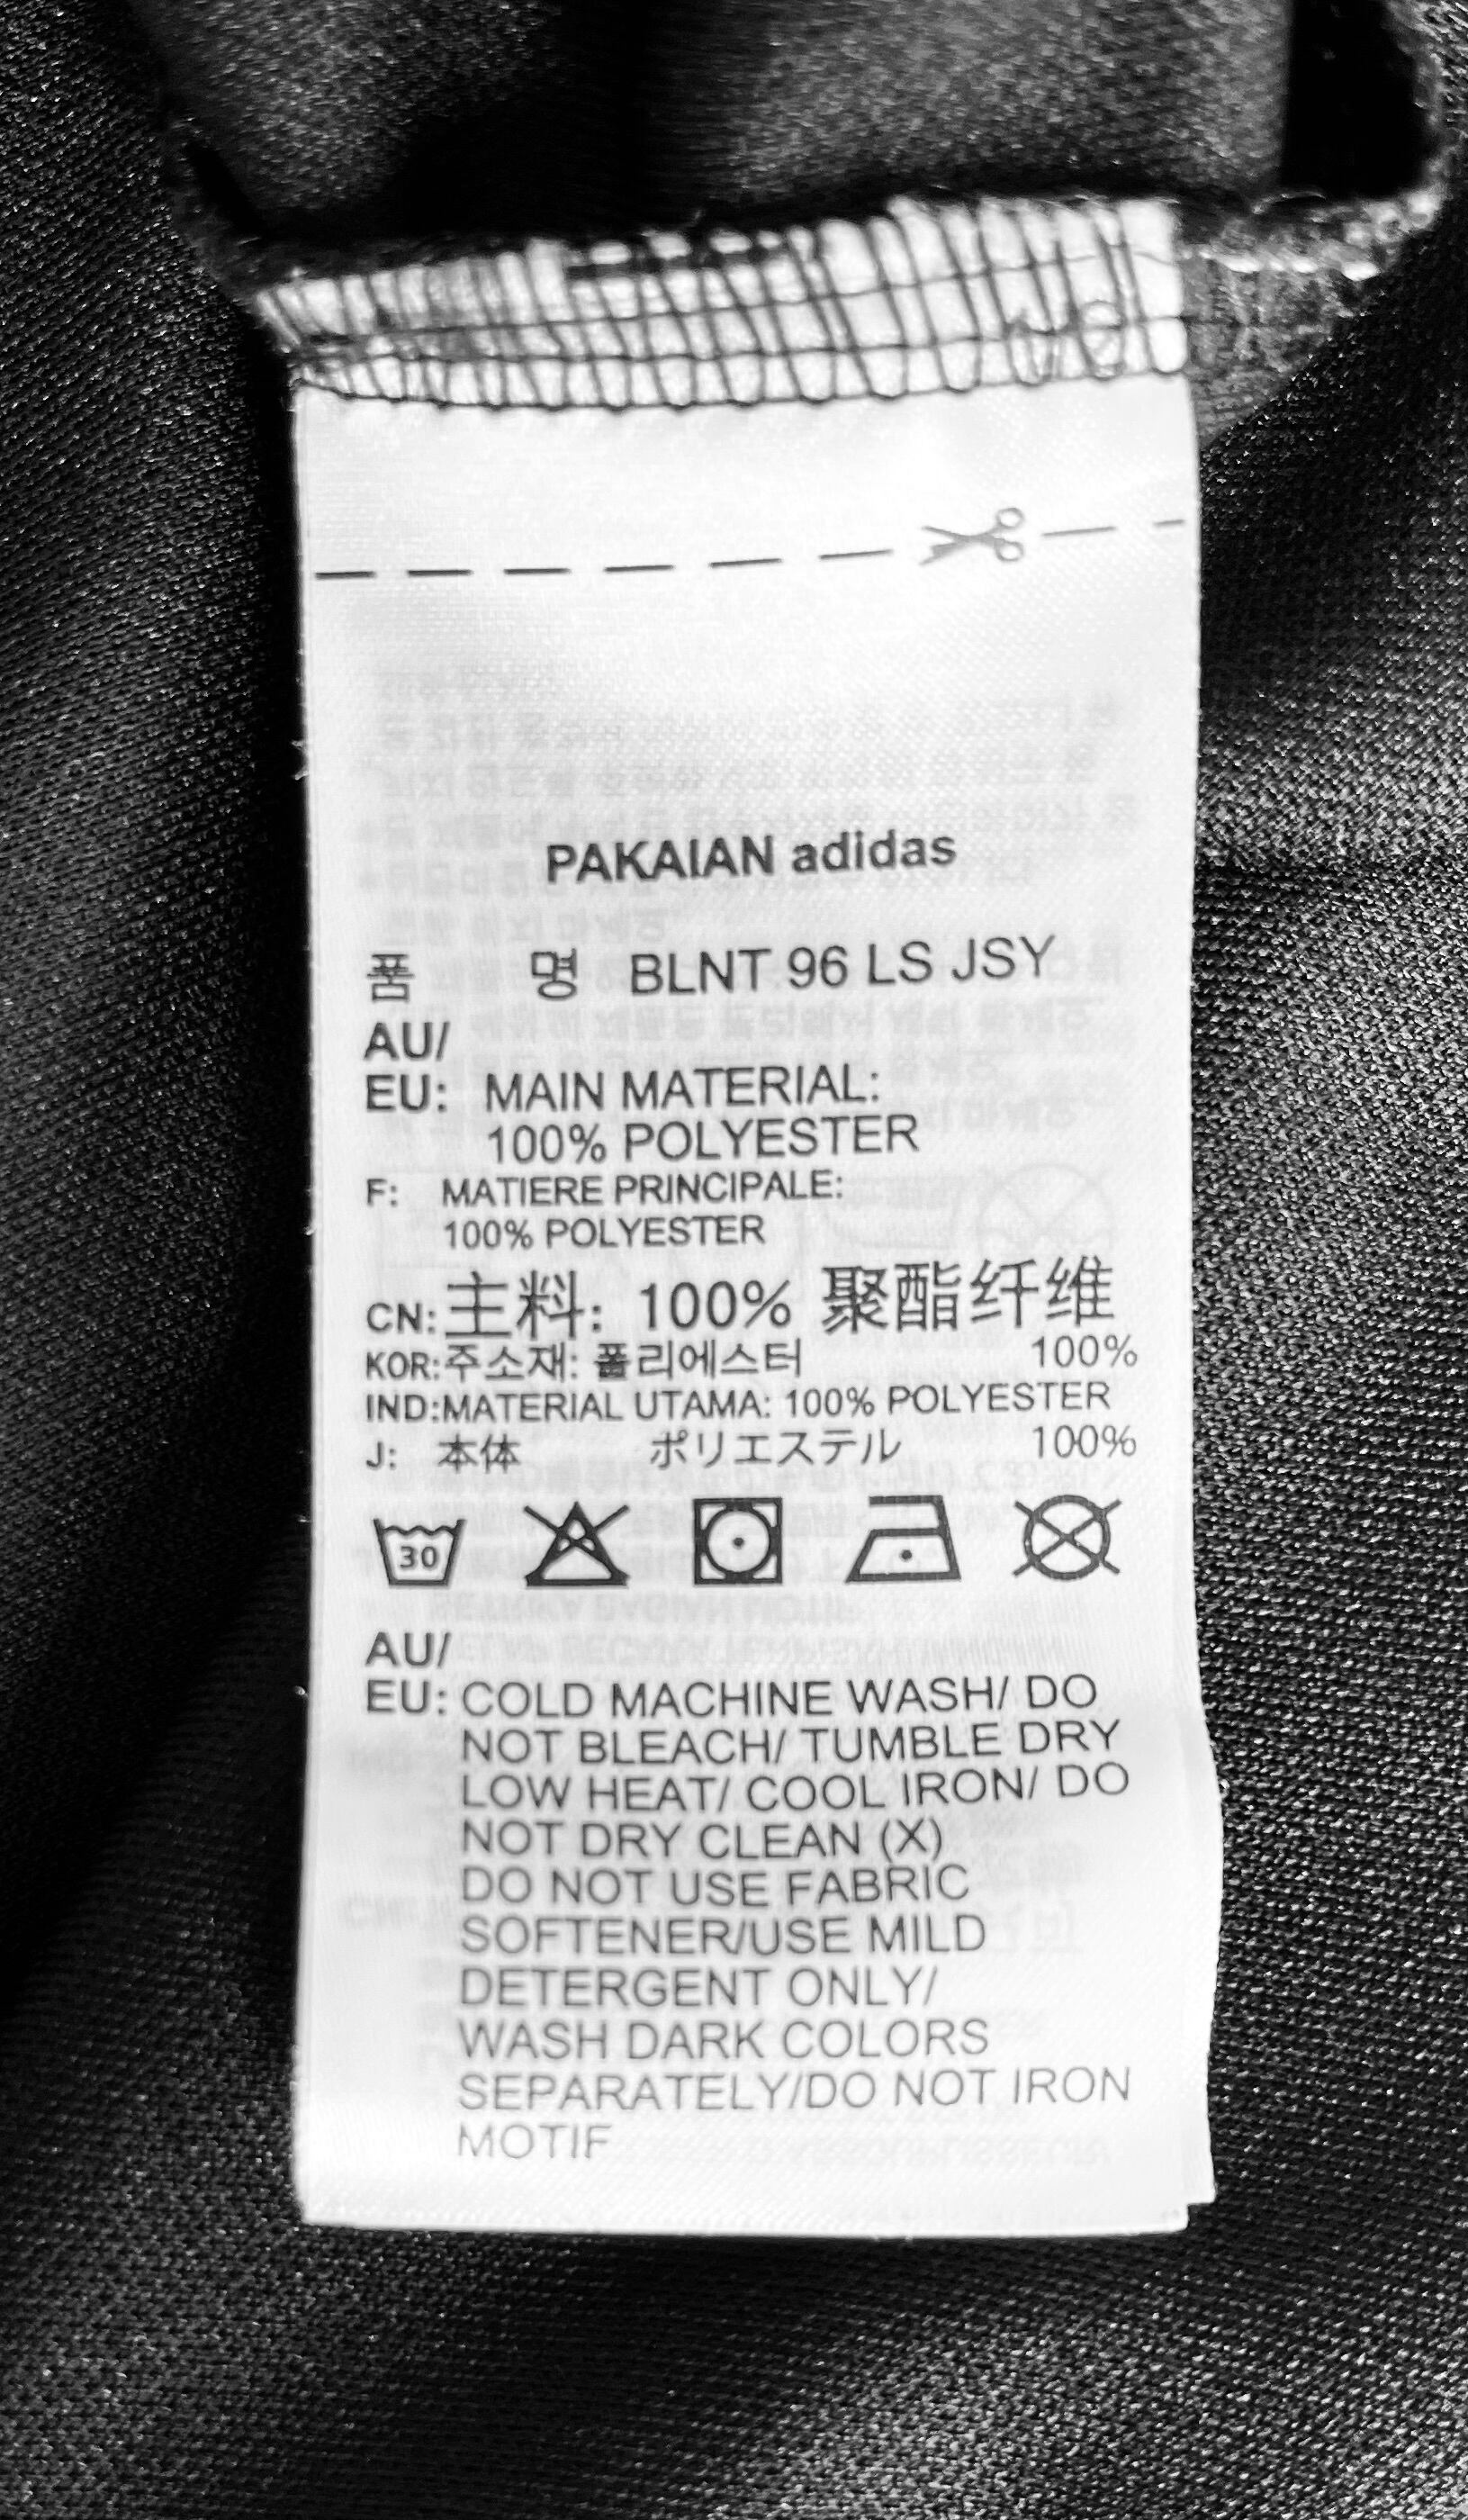 PAKAIAN adidas
품 명 BLNT 96 LS JSY
AU/
EU: MAIN MATERIAL:
100% POLYESTER
F: MATIERE PRINCIPALE:
100% POLYESTER
CN:主料: 100% 聚酯纤维
KOR:주소재: 폴리에스터 100%
IND:MATERIAL UTAMA: 100% POLYESTER
J: 本体 ポリエステル 100%
30
AU/
EU: COLD MACHINE WASH/ DO
NOT BLEACH/ TUMBLE DRY
LOW HEAT/ COOL IRON/ DO
NOT DRY CLEAN (X)
DO NOT USE FABRIC
SOFTENER/USE MILD
DETERGENT ONLY/
WASH DARK COLORS
SEPARATELY/DO NOT IRON
MOTIF